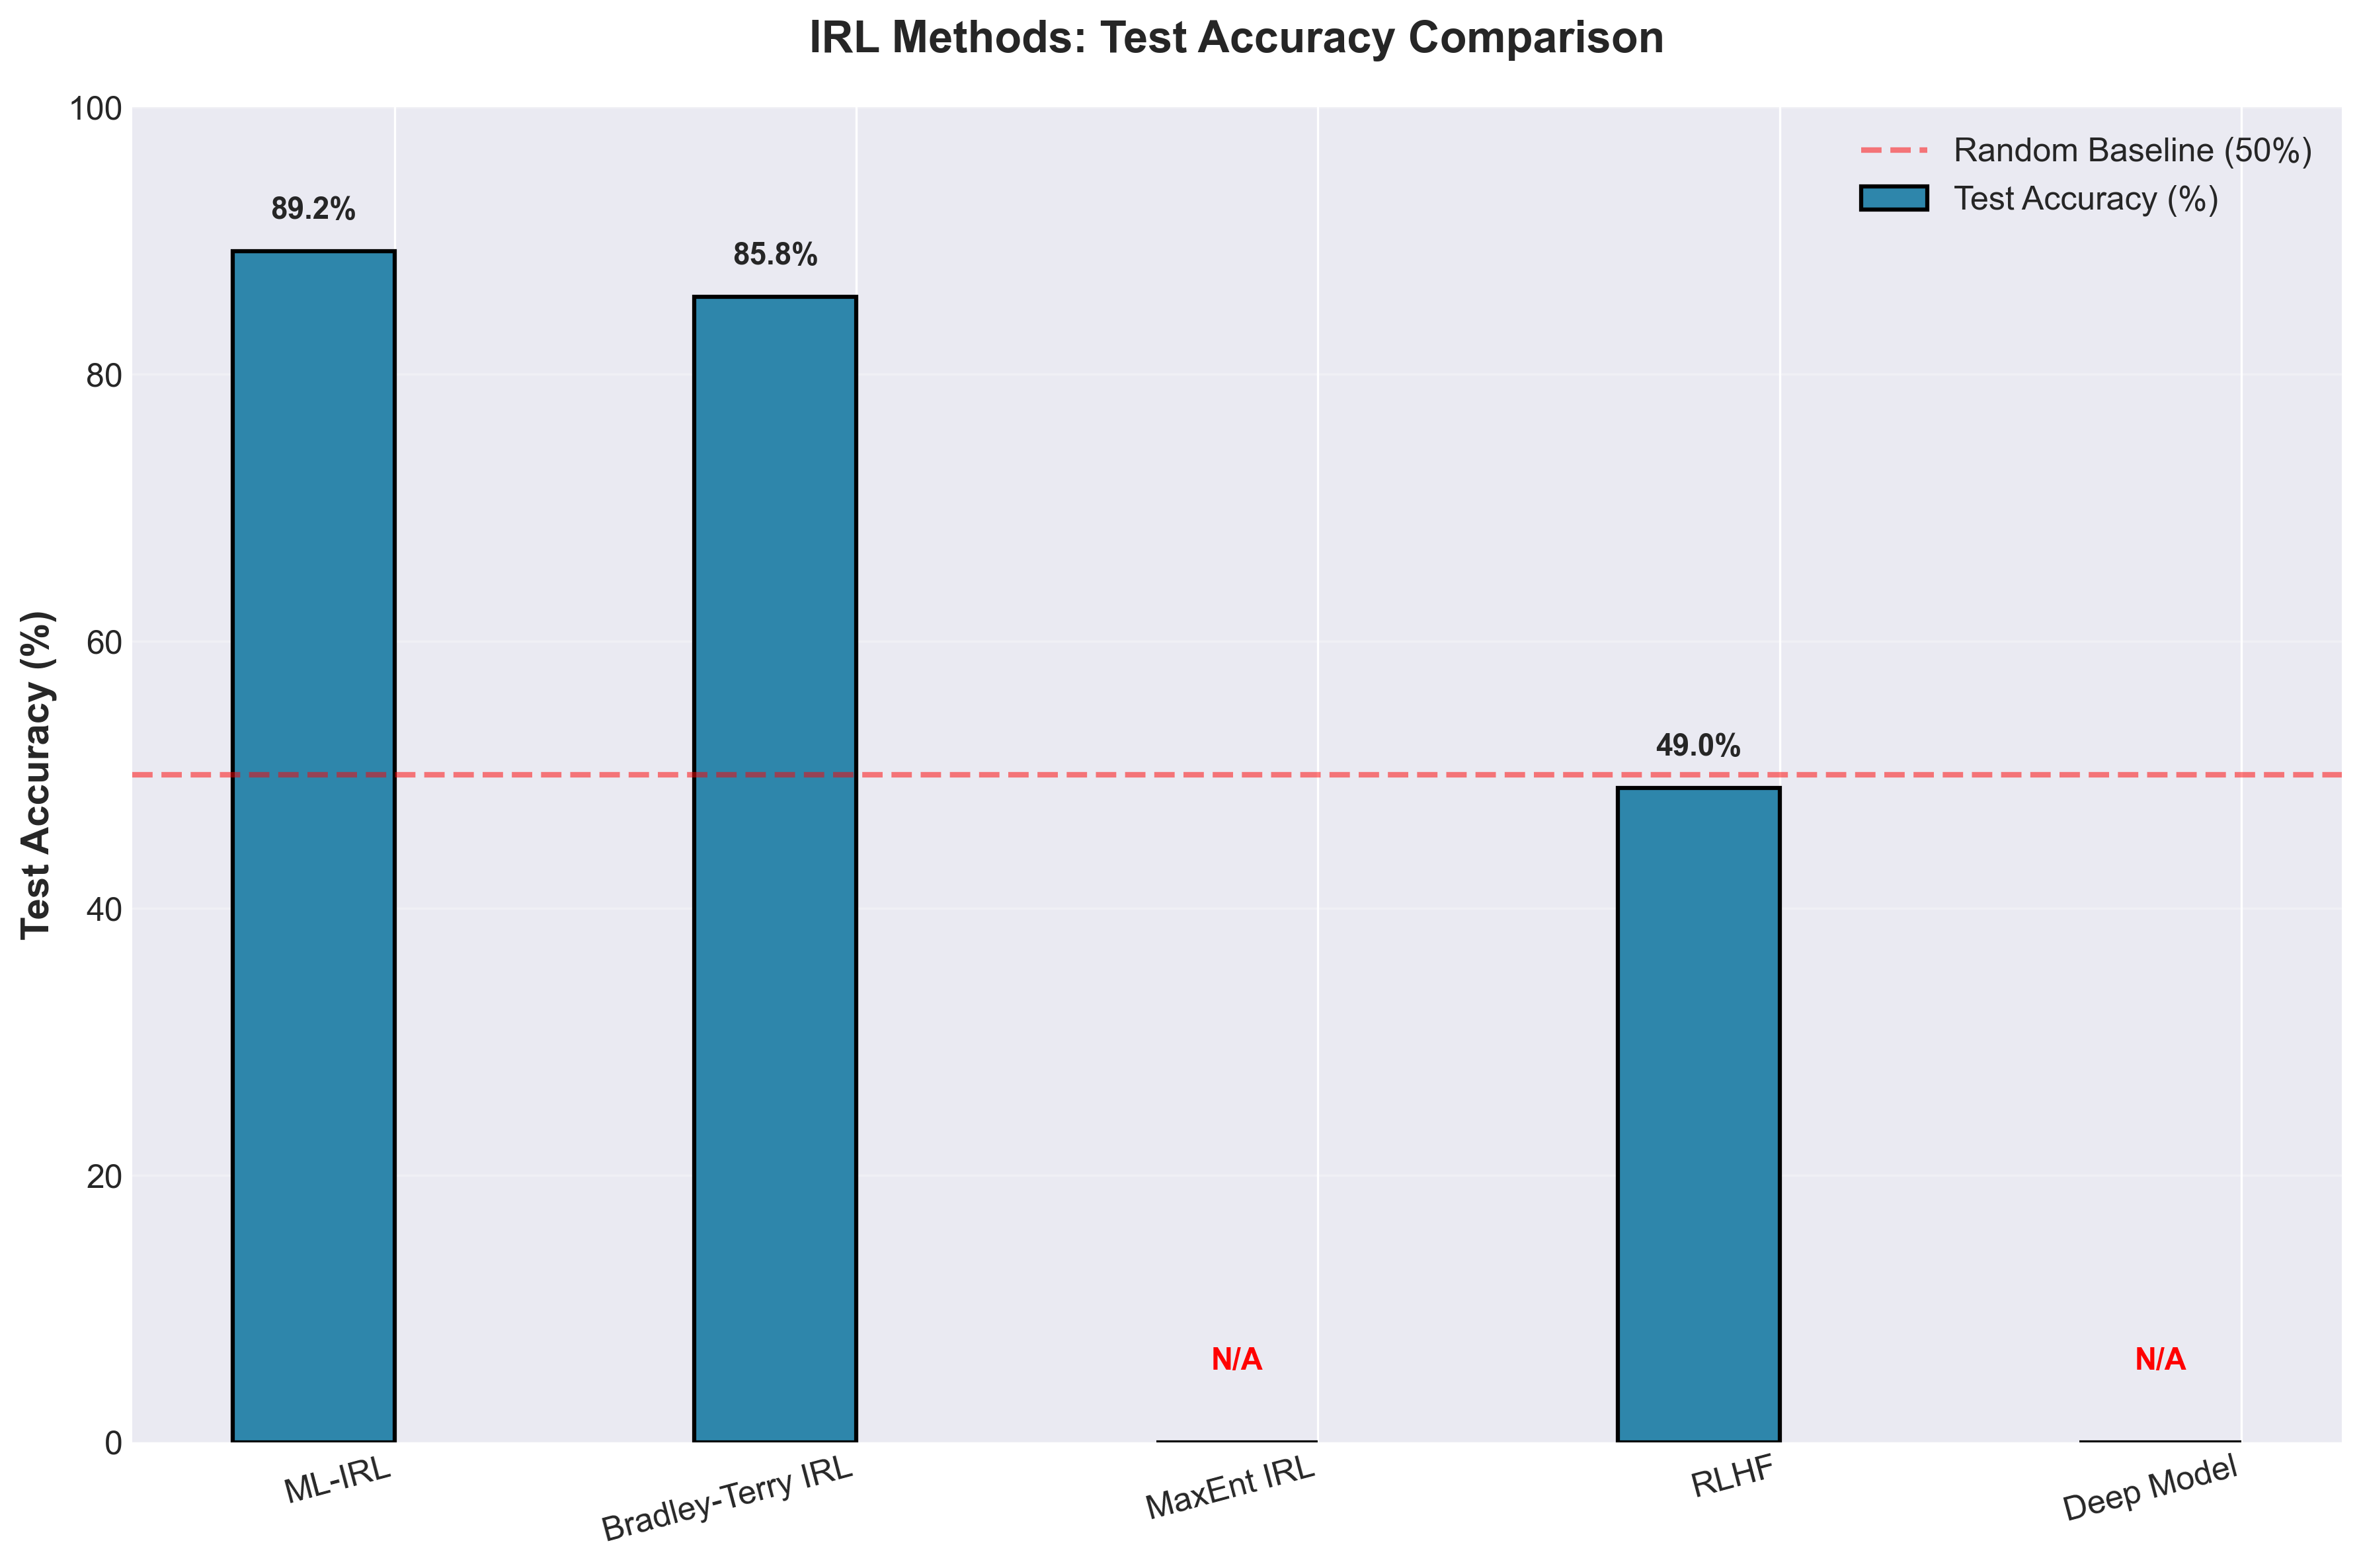 IRL Methods: Test Accuracy Comparison
100
80
60
40
20
0
Test Accuracy (%)
Random Baseline (50%)
Test Accuracy (%)
89.2%
85.8%
N/A
49.0%
N/A
ML-IRL
Bradley-Terry IRL
MaxEnt IRL
RLHF
Deep Model